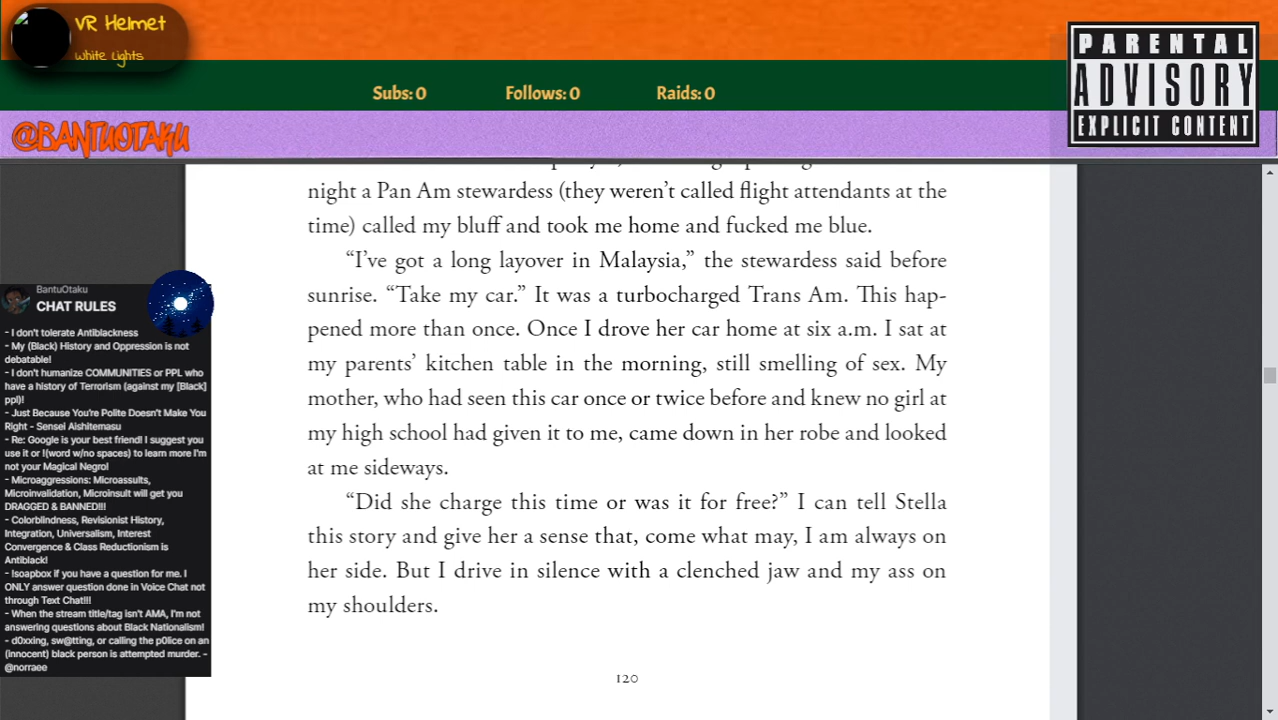 VR Helmet
White Lights
PARENTAL
ADVISORY
EXPLICIT CONTENT
Subs: 0 Follows: 0 Raids: 0
@BANTUOTAKU
night a Pan Am stewardess (they weren’t called flight attendants at the
time) called my bluff and took me home and fucked me blue.
“I’ve got a long layover in Malaysia,” the stewardess said before
sunrise. “Take my car.” It was a turbocharged Trans Am. This hap-
pened more than once. Once I drove her car home at six a.m. I sat at
my parents’ kitchen table in the morning, still smelling of sex. My
mother, who had seen this car once or twice before and knew no girl at
my high school had given it to me, came down in her robe and looked
at me sideways.
“Did she charge this time or was it for free?” I can tell Stella
this story and give her a sense that, come what may, I am always on
her side. But I drive in silence with a clenched jaw and my ass on
my shoulders.
120
BantuOtaku
CHAT RULES
- I don't tolerate Antiblackness
- My (Black) History and Oppression is not
debatable!
- I don't humanize COMMUNITIES or PPL who
have a history of Terrorism (against my [Black]
ppl)!
- Just Because You're Polite Doesn't Make You
Right - Sensei Aishitemasu
- Re: Google is your best friend! I suggest you
use it or !(word w/no spaces) to learn more I'm
not your Magical Negro!
- Microaggressions: Microassults,
Microinvalidation, Microinsult will get you
DRAGGED & BANNED!!!
- Colorblindness, Revisionist History,
Integration, Universalism, Interest
Convergence & Class Reductionism is
Antiblack!
- !soapbox if you have a question for me. I
ONLY answer question done in Voice Chat not
through Text Chat!!!
- When the stream title/tag isn't AMA, I'm not
answering questions about Black Nationalism!
- d0xxing, sw@tting, or calling the p0lice on an
(innocent) black person is attempted murder. -
@norraee